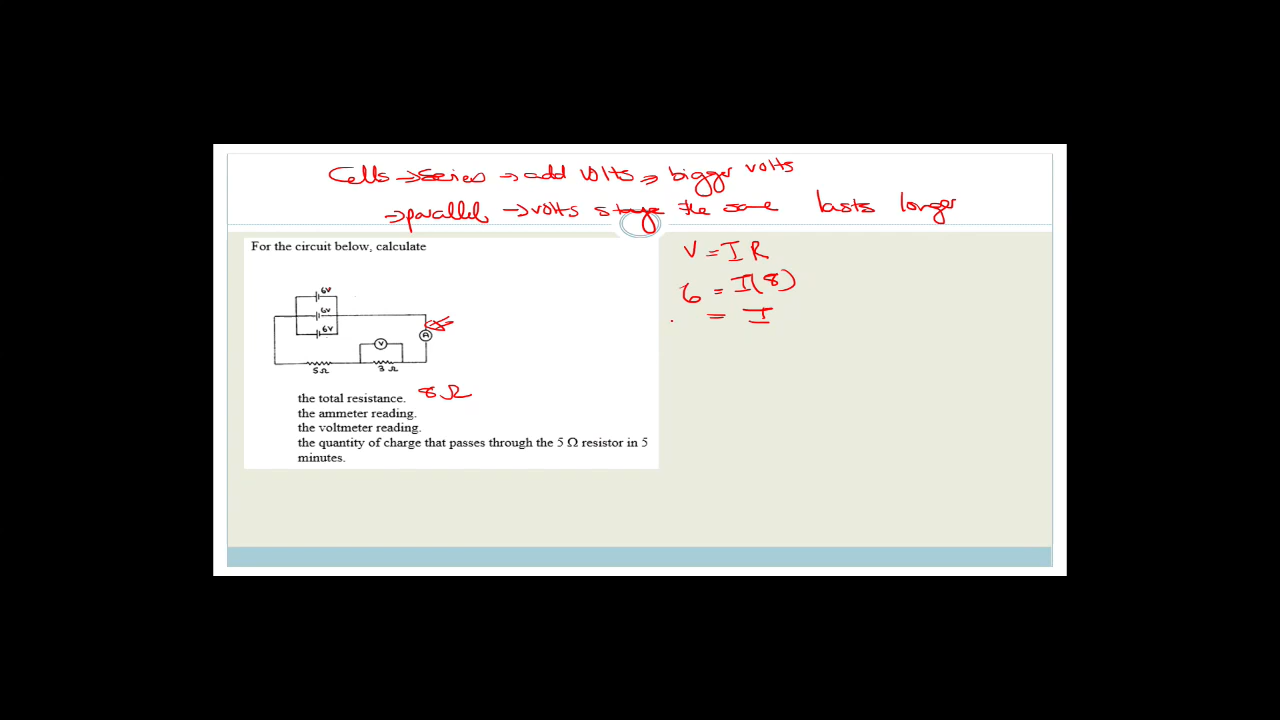 Cells → series → add volts → bigger volts
→ parallel → volts stays the same lasts longer
For the circuit below, calculate
V = I R
6 = I(8)
= I
6V
6V
6V
A
V
5 Ω
3 Ω
the total resistance. 8 Ω
the ammeter reading.
the voltmeter reading.
the quantity of charge that passes through the 5 Ω resistor in 5
minutes.